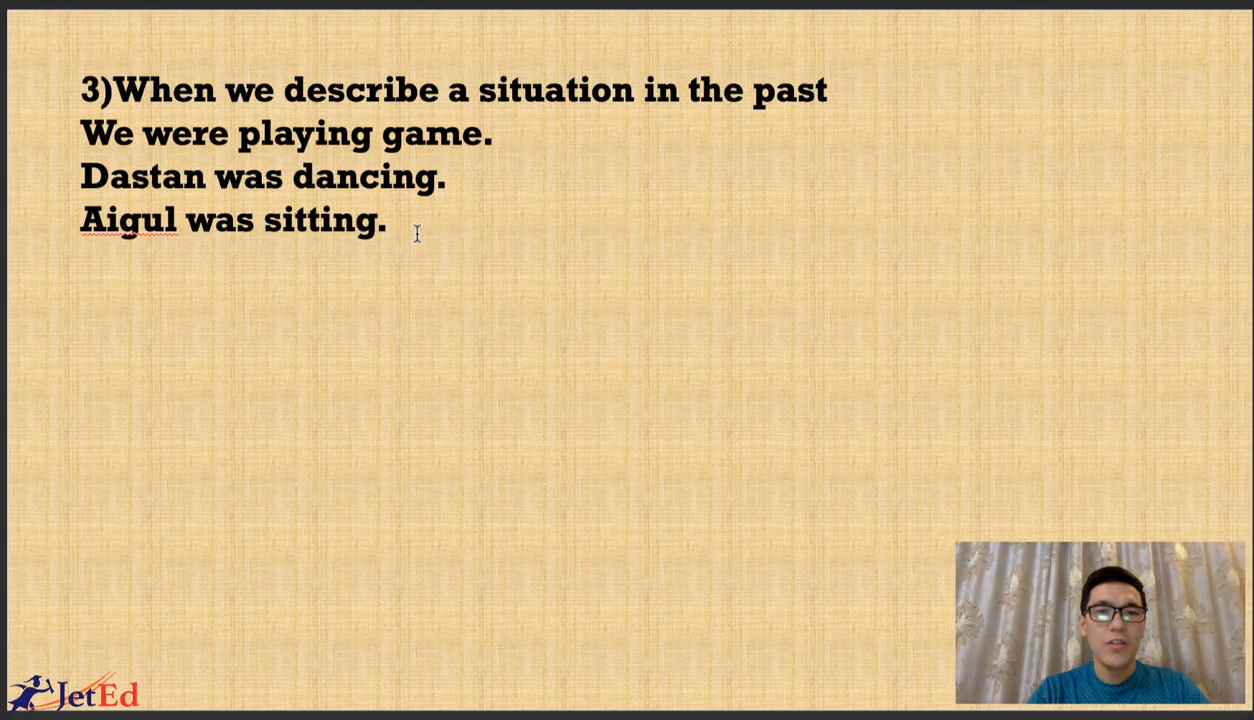 3)When we describe a situation in the past
We were playing game.
Dastan was dancing.
Aigul was sitting.
JetEd